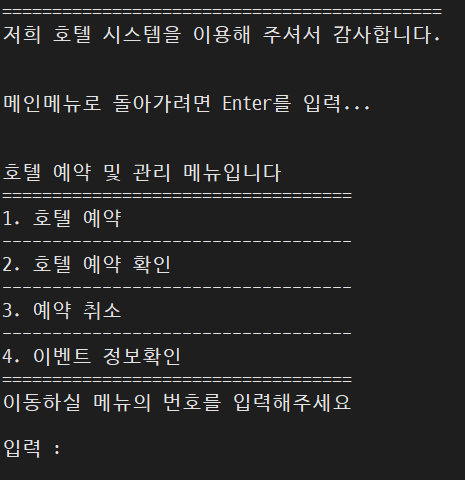 ============================================
저희 호텔 시스템을 이용해 주셔서 감사합니다.
메인메뉴로 돌아가려면 Enter를 입력...
호텔 예약 및 관리 메뉴입니다
===================================
1. 호텔 예약
-----------------------------------
2. 호텔 예약 확인
-----------------------------------
3. 예약 취소
-----------------------------------
4. 이벤트 정보확인
===================================
이동하실 메뉴의 번호를 입력해주세요
입력 :